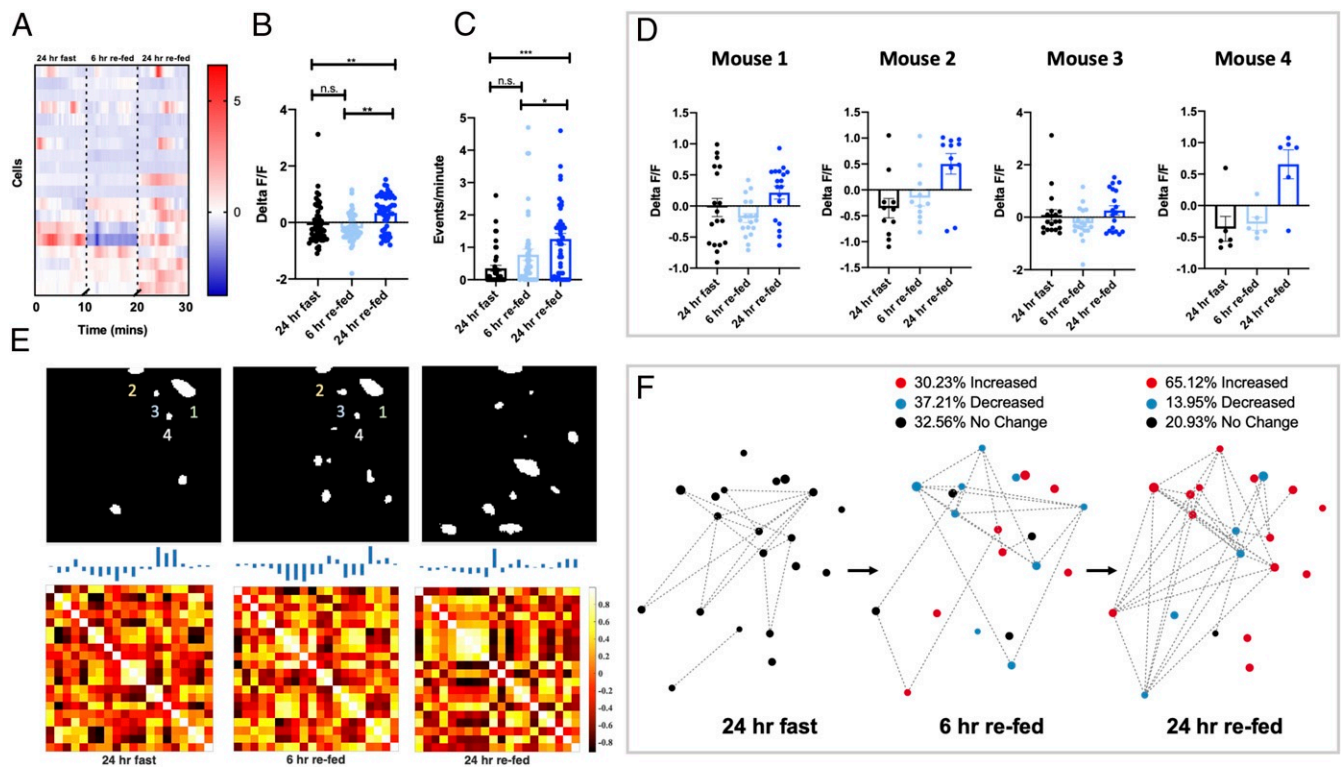 A
24 hr fast 6 hr re-fed 24 hr re-fed
Cells
5
0
0 10 20 30
Time (mins)
B
**
n.s.
**
Delta F/F
4
2
0
-2
24 hr fast
6 hr re-fed
24 hr re-fed
C
***
n.s.
*
Events/minute
5
4
3
2
1
0
24 hr fast
6 hr re-fed
24 hr re-fed
D
Mouse 1 Mouse 2 Mouse 3 Mouse 4
Delta F/F
1.5
1.0
0.5
0.0
-0.5
-1.0
24 hr fast
6 hr re-fed
24 hr re-fed
Delta F/F
1.5
1.0
0.5
0.0
-0.5
-1.0
-1.5
24 hr fast
6 hr re-fed
24 hr re-fed
Delta F/F
4
2
0
-2
24 hr fast
6 hr re-fed
24 hr re-fed
Delta F/F
1.0
0.5
0.0
-0.5
-1.0
24 hr fast
6 hr re-fed
24 hr re-fed
E
2
1
3
4
2
1
3
4
0.8
0.6
0.4
0.2
0
-0.2
-0.4
-0.6
-0.8
24 hr fast 6 hr re-fed 24 hr re-fed
F
30.23% Increased
37.21% Decreased
32.56% No Change
65.12% Increased
13.95% Decreased
20.93% No Change
24 hr fast 6 hr re-fed 24 hr re-fed